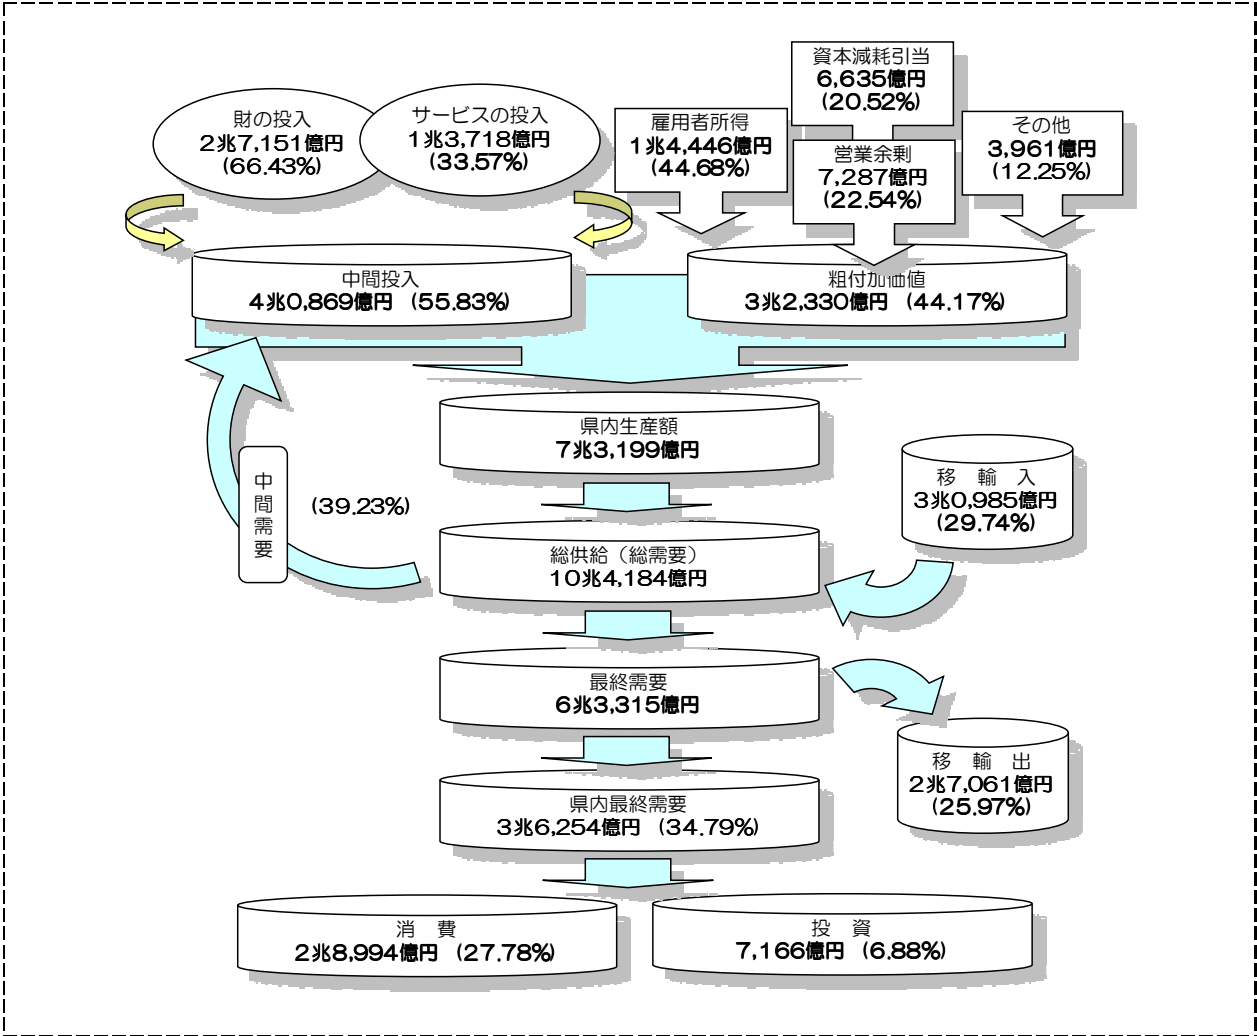 財の投入
2兆7,151億円
(66.43%)
サービスの投入
1兆3,718億円
(33.57%)
雇用者所得
1兆4,446億円
(44.68%)
資本減耗引当
6,635億円
(20.52%)
営業余剰
7,287億円
(22.54%)
その他
3,961億円
(12.25%)
中間投入
4兆0,869億円 (55.83%)
粗付加価値
3兆2,330億円 (44.17%)
県内生産額
7兆3,199億円
中間需要
(39.23%)
移 輸 入
3兆0,985億円
(29.74%)
総供給(総需要)
10兆4,184億円
最終需要
6兆3,315億円
移 輸 出
2兆7,061億円
(25.97%)
県内最終需要
3兆6,254億円 (34.79%)
消 費
2兆8,994億円 (27.78%)
投 資
7,166億円 (6.88%)